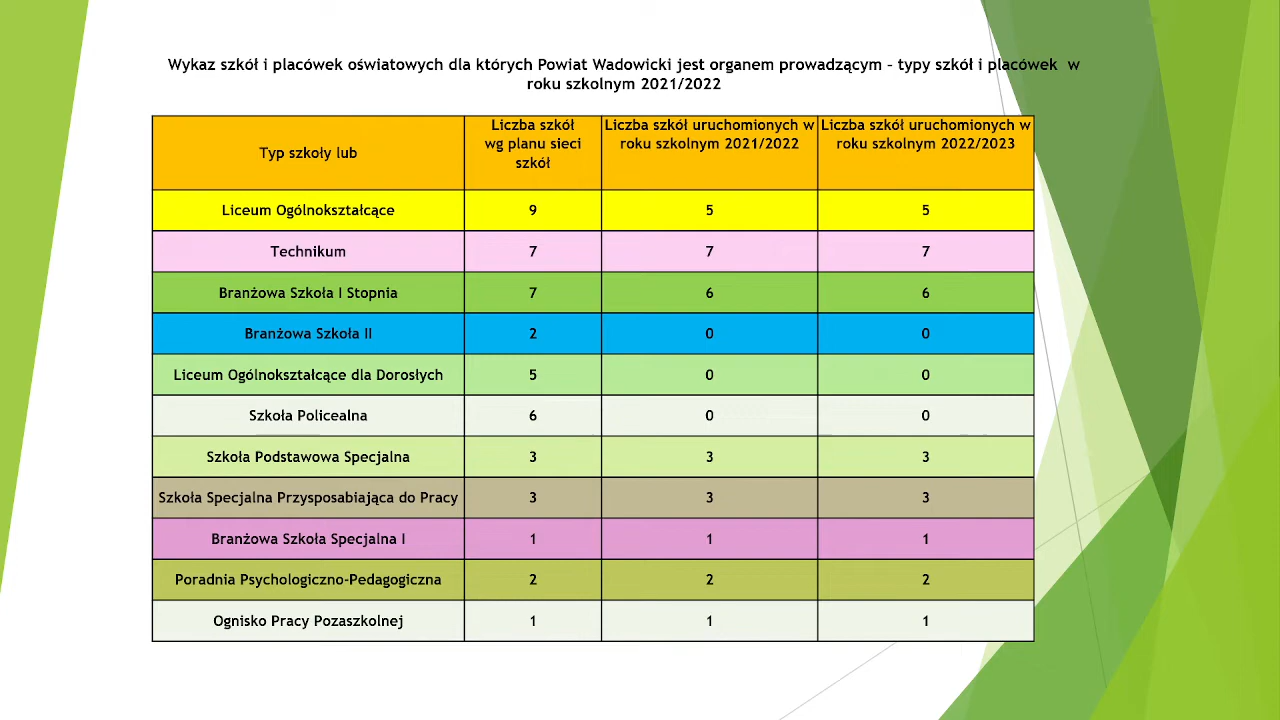 Wykaz szkół i placówek oświatowych dla których Powiat Wadowicki jest organem prowadzącym – typy szkół i placówek w
roku szkolnym 2021/2022
Typ szkoły lub
Liczba szkół
wg planu sieci
szkół
Liczba szkół uruchomionych w
roku szkolnym 2021/2022
Liczba szkół uruchomionych w
roku szkolnym 2022/2023
Liceum Ogólnokształcące 9 5 5
Technikum 7 7 7
Branżowa Szkoła I Stopnia 7 6 6
Branżowa Szkoła II 2 0 0
Liceum Ogólnokształcące dla Dorosłych 5 0 0
Szkoła Policealna 6 0 0
Szkoła Podstawowa Specjalna 3 3 3
Szkoła Specjalna Przysposabiająca do Pracy 3 3 3
Branżowa Szkoła Specjalna I 1 1 1
Poradnia Psychologiczno-Pedagogiczna 2 2 2
Ognisko Pracy Pozaszkolnej 1 1 1